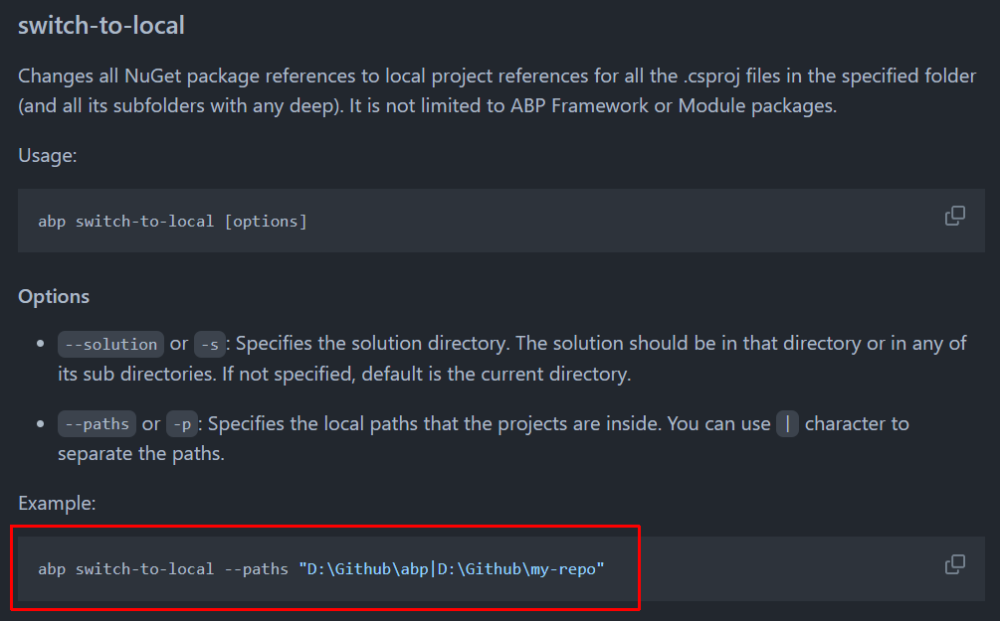 switch-to-local
Changes all NuGet package references to local project references for all the .csproj files in the specified folder
(and all its subfolders with any deep). It is not limited to ABP Framework or Module packages.
Usage:
abp switch-to-local [options]
Options
--solution or -s: Specifies the solution directory. The solution should be in that directory or in any of
its sub directories. If not specified, default is the current directory.
--paths or -p: Specifies the local paths that the projects are inside. You can use | character to
separate the paths.
Example:
abp switch-to-local --paths "D:\Github\abp|D:\Github\my-repo"